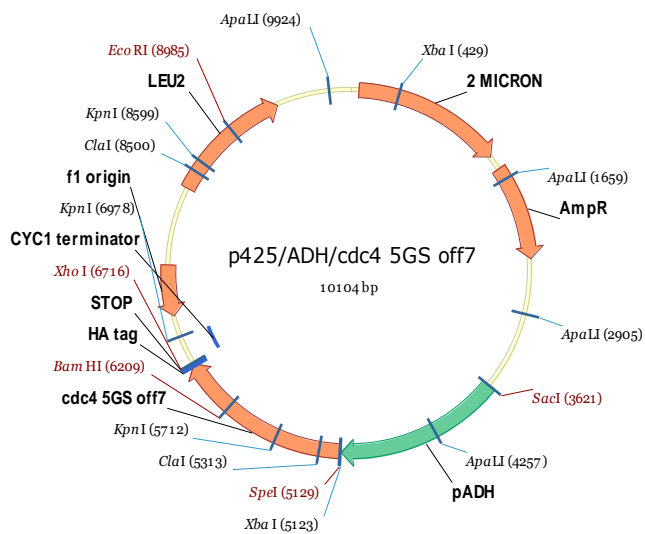 ApaLI (9924)
Xba I (429)
EcoRI (8985)
2 MICRON
LEU2
KpnI (8599)
ClaI (8500)
ApaLI (1659)
f1 origin
KpnI (6978)
AmpR
CYC1 terminator
p425/ADH/cdc4 5GS off7
XhoI (6716)
10104 bp
STOP
HA tag
ApaLI (2905)
BamHI (6209)
cdc4 5GS off7
SacI (3621)
KpnI (5712)
ClaI (5313)
ApaLI (4257)
SpeI (5129)
pADH
Xba I (5123)